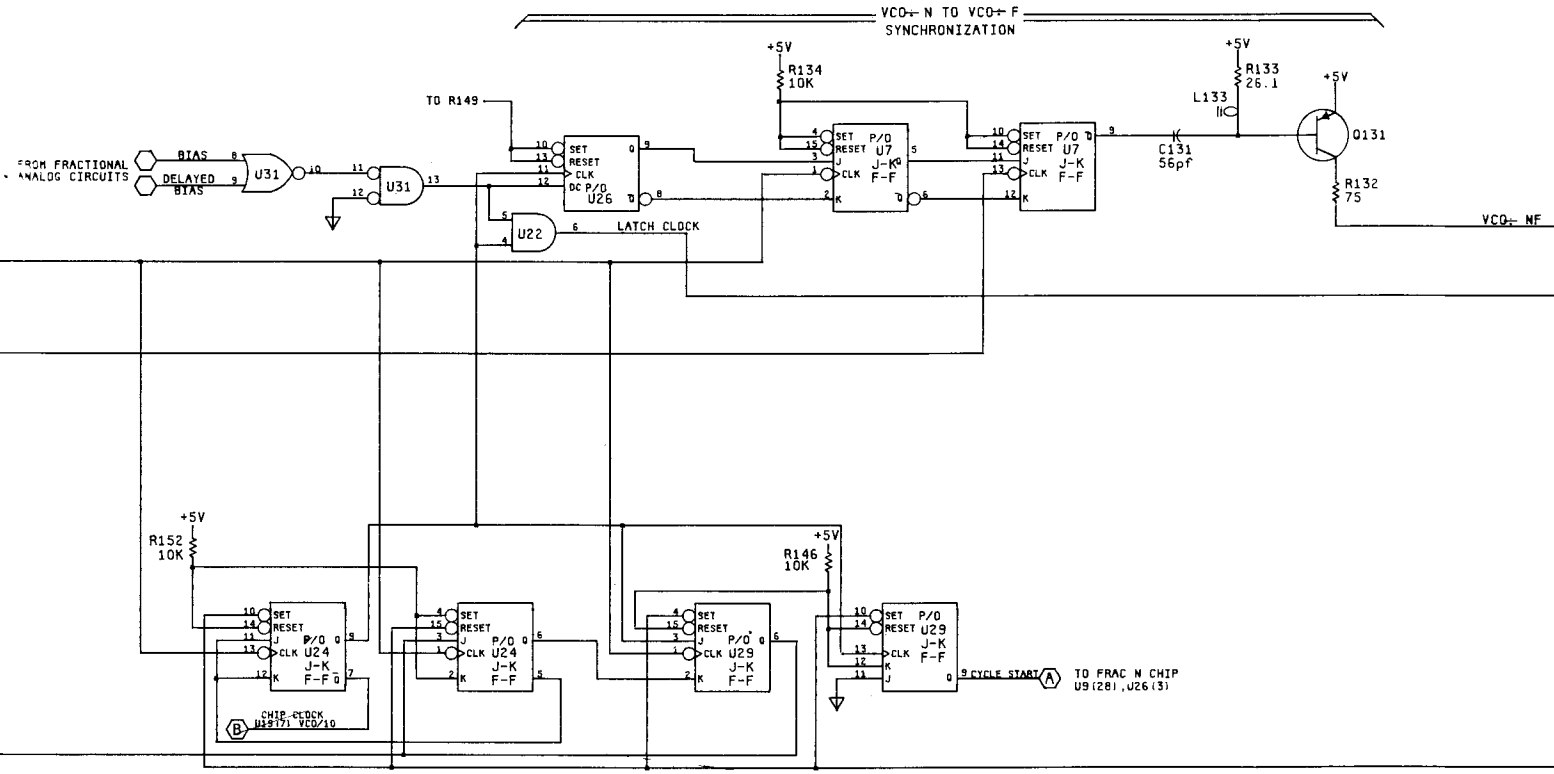 VCO÷ N TO VCO÷ F
SYNCHRONIZATION
+5V
R134
10K
+5V
R133
26.1
L133
+5V
Q131
C131
56pf
R132
75
VCO÷ NF
TO R149
FROM FRACTIONAL
ANALOG CIRCUITS
BIAS
DELAYED
BIAS
8
9
U31
10
11
12
U31
13
10
13
11
12
SET
RESET
CLK
DC P/O
U26
Q
Q
9
8
5
4
U22
6
LATCH CLOCK
4
15
3
1
2
SET
RESET
J
CLK
K
P/O
U7
J-K
F-F
Q
Q
5
6
10
14
11
13
12
SET
RESET
J
CLK
K
P/O
U7
J-K
F-F
Q
9
+5V
R152
10K
10
14
11
13
12
SET
RESET
J
CLK
K
P/O
U24
J-K
F-F
Q
Q
9
7
B
CHIP CLOCK
U19(7) VCO/10
4
15
3
1
2
SET
RESET
J
CLK
K
P/O
U24
J-K
F-F
Q
6
5
4
15
3
1
2
SET
RESET
J
CLK
K
P/O
U29
J-K
F-F
Q
6
+5V
R146
10K
10
14
13
12
11
SET
RESET
CLK
K
J
P/O
U29
J-K
F-F
Q
9 CYCLE START
A
TO FRAC N CHIP
U9(28),U26(3)